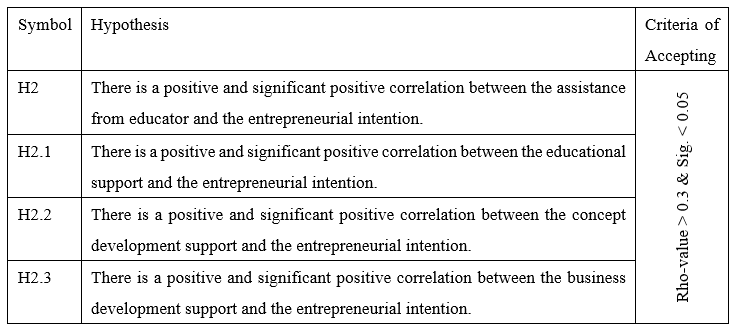 Symbol Hypothesis Criteria of
Accepting
H2 There is a positive and significant positive correlation between the assistance
from educator and the entrepreneurial intention.
H2.1 There is a positive and significant positive correlation between the educational
support and the entrepreneurial intention.
H2.2 There is a positive and significant positive correlation between the concept
development support and the entrepreneurial intention.
H2.3 There is a positive and significant positive correlation between the business
development support and the entrepreneurial intention.
Rho-value > 0.3 & Sig. < 0.05